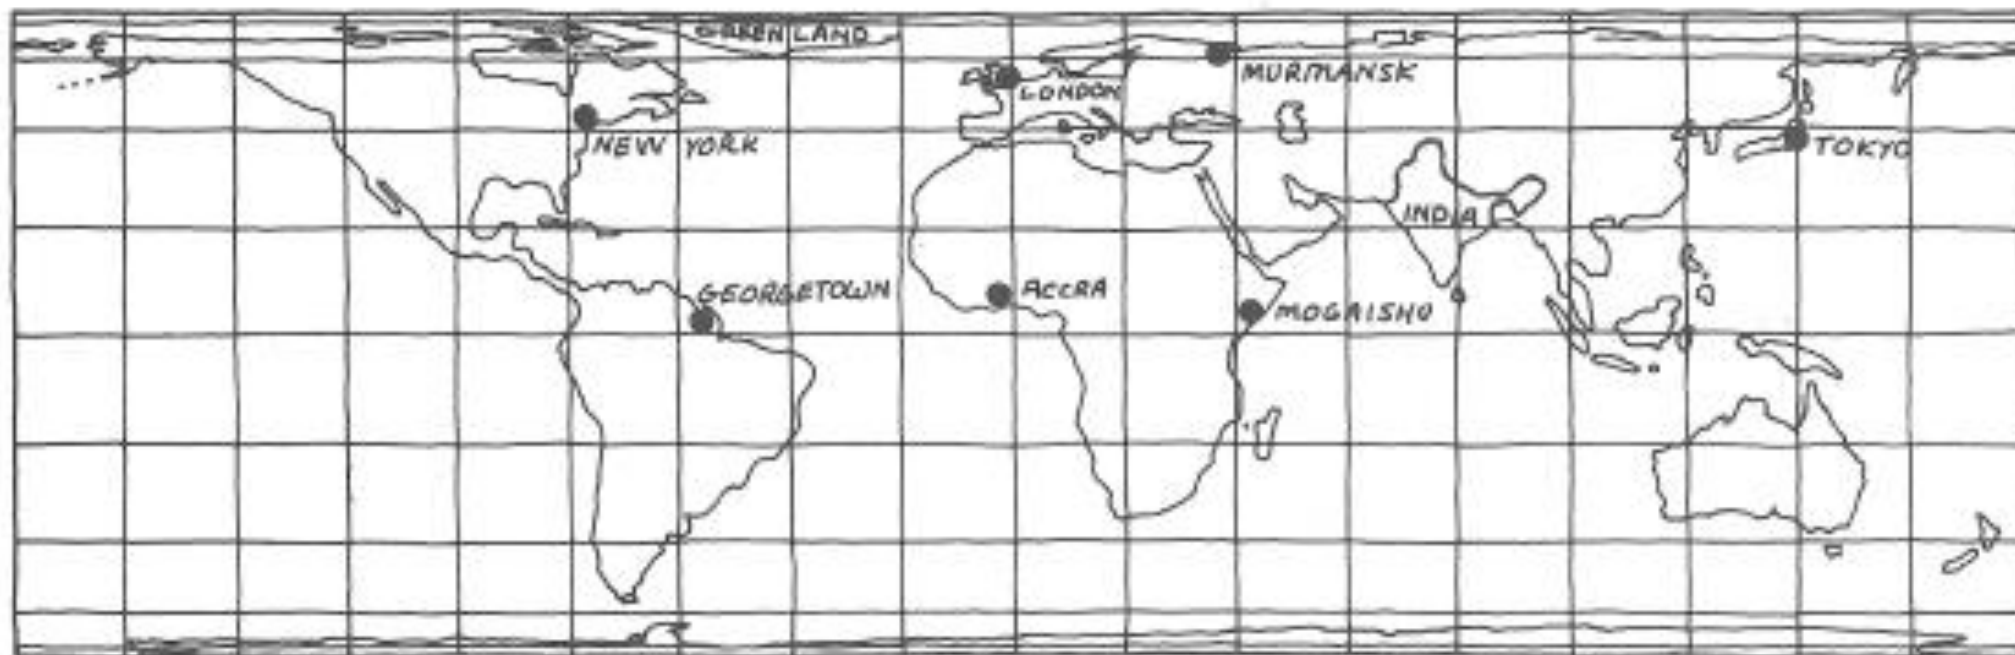 GREENLAND
MURMANSK
LONDON
NEW YORK
TOKYO
INDIA
GEORGETOWN
ACCRA
MOGAISHO